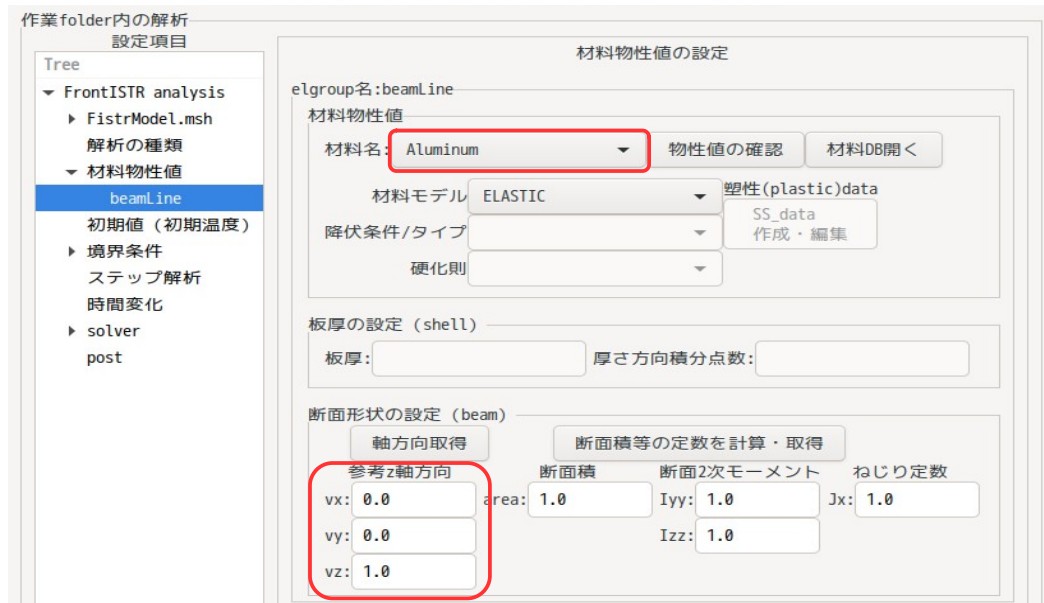 作業folder内の解析
設定項目
Tree
FrontISTR analysis
FistrModel.msh
解析の種類
材料物性値
beamLine
初期値 (初期温度)
境界条件
ステップ解析
時間変化
solver
post
材料物性値の設定
elgroup名:beamLine
材料物性値
材料名: Aluminum 物性値の確認 材料DB開く
材料モデル ELASTIC 塑性(plastic)data
降伏条件/タイプ SS_data
作成・編集
硬化則
板厚の設定 (shell)
板厚: 厚さ方向積分点数:
断面形状の設定 (beam)
軸方向取得 断面積等の定数を計算・取得
参考z軸方向 断面積 断面2次モーメント ねじり定数
vx: 0.0 area: 1.0 Iyy: 1.0 Jx: 1.0
vy: 0.0 Izz: 1.0
vz: 1.0